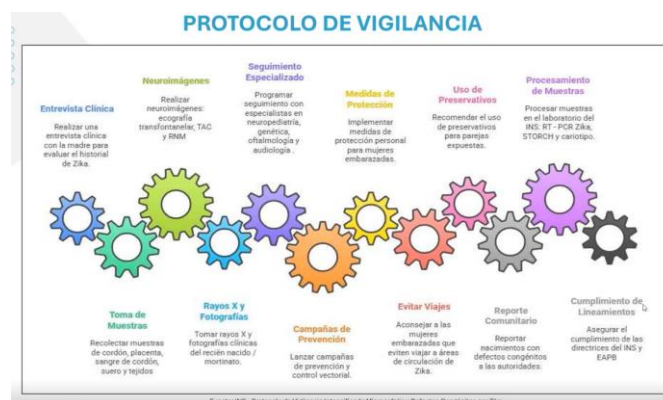 PROTOCOLO DE VIGILANCIA
Entrevista Clínica
Realizar una
entrevista clínica
con la madre para
evaluar el historial
de Zika.
Neuroimágenes
Realizar
neuroimágenes:
ecografía
transfontanelar, TAC
y RNM
Seguimiento
Especializado
Programar
seguimiento con
especialistas en
neuropediatría,
genética,
oftalmología y
audiología .
Medidas de
Protección
Implementar
medidas de
protección personal
para mujeres
embarazadas.
Uso de
Preservativos
Recomendar el uso
de preservativos
para parejas
expuestas.
Procesamiento
de Muestras
Procesar muestras
en el laboratorio del
INS: RT - PCR Zika,
STORCH y cariotipo.
Toma de
Muestras
Recolectar muestras
de cordón, placenta,
sangre de cordón,
suero y tejidos
Rayos X y
Fotografías
Tomar rayos X y
fotografías clínicas
del recién nacido /
mortinato.
Campañas de
Prevención
Lanzar campañas
de prevención y
control vectorial.
Evitar Viajes
Aconsejar a las
mujeres
embarazadas que
eviten viajar a áreas
de circulación de
Zika.
Reporte
Comunitario
Reportar
nacimientos con
defectos congénitos
a las autoridades.
Cumplimiento de
Lineamientos
Asegurar el
cumplimiento de las
directrices del INS y
EAPB